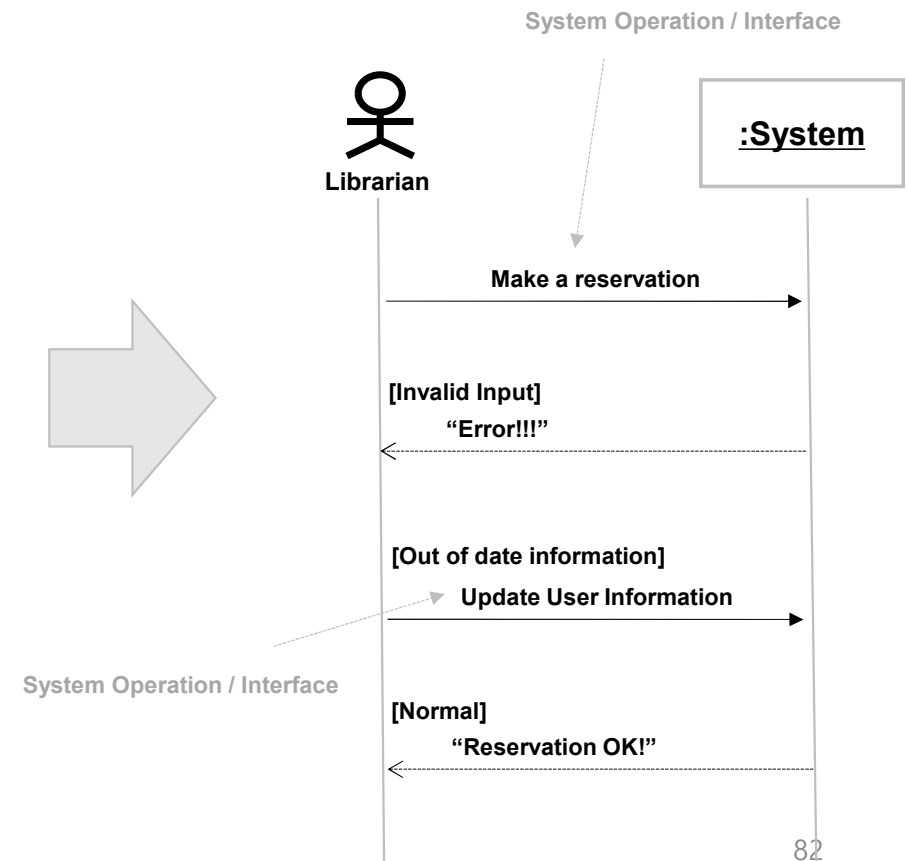 System Operation / Interface
:System
Librarian
Make a reservation
[Invalid Input]
“Error!!!”
[Out of date information]
Update User Information
System Operation / Interface
[Normal]
“Reservation OK!”
82